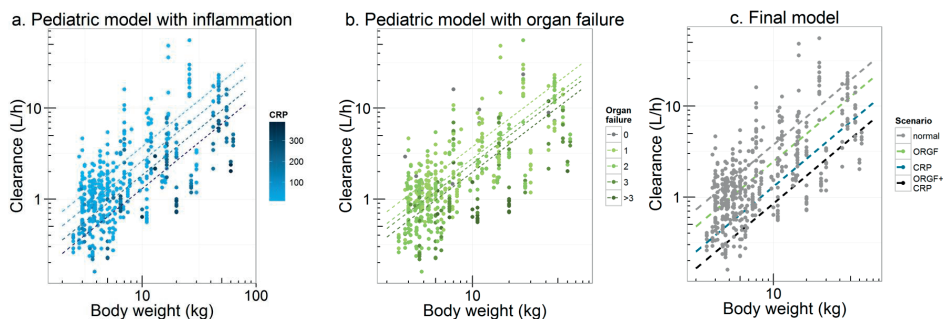 a. Pediatric model with inflammation
b. Pediatric model with organ failure
c. Final model
Clearance (L/h)
10
1
10
100
Body weight (kg)
CRP
300
200
100
Clearance (L/h)
10
1
10
Body weight (kg)
Organ
failure
0
1
2
3
>3
Clearance (L/h)
10
1
10
Body weight (kg)
Scenario
normal
ORGF
CRP
ORGF+
CRP